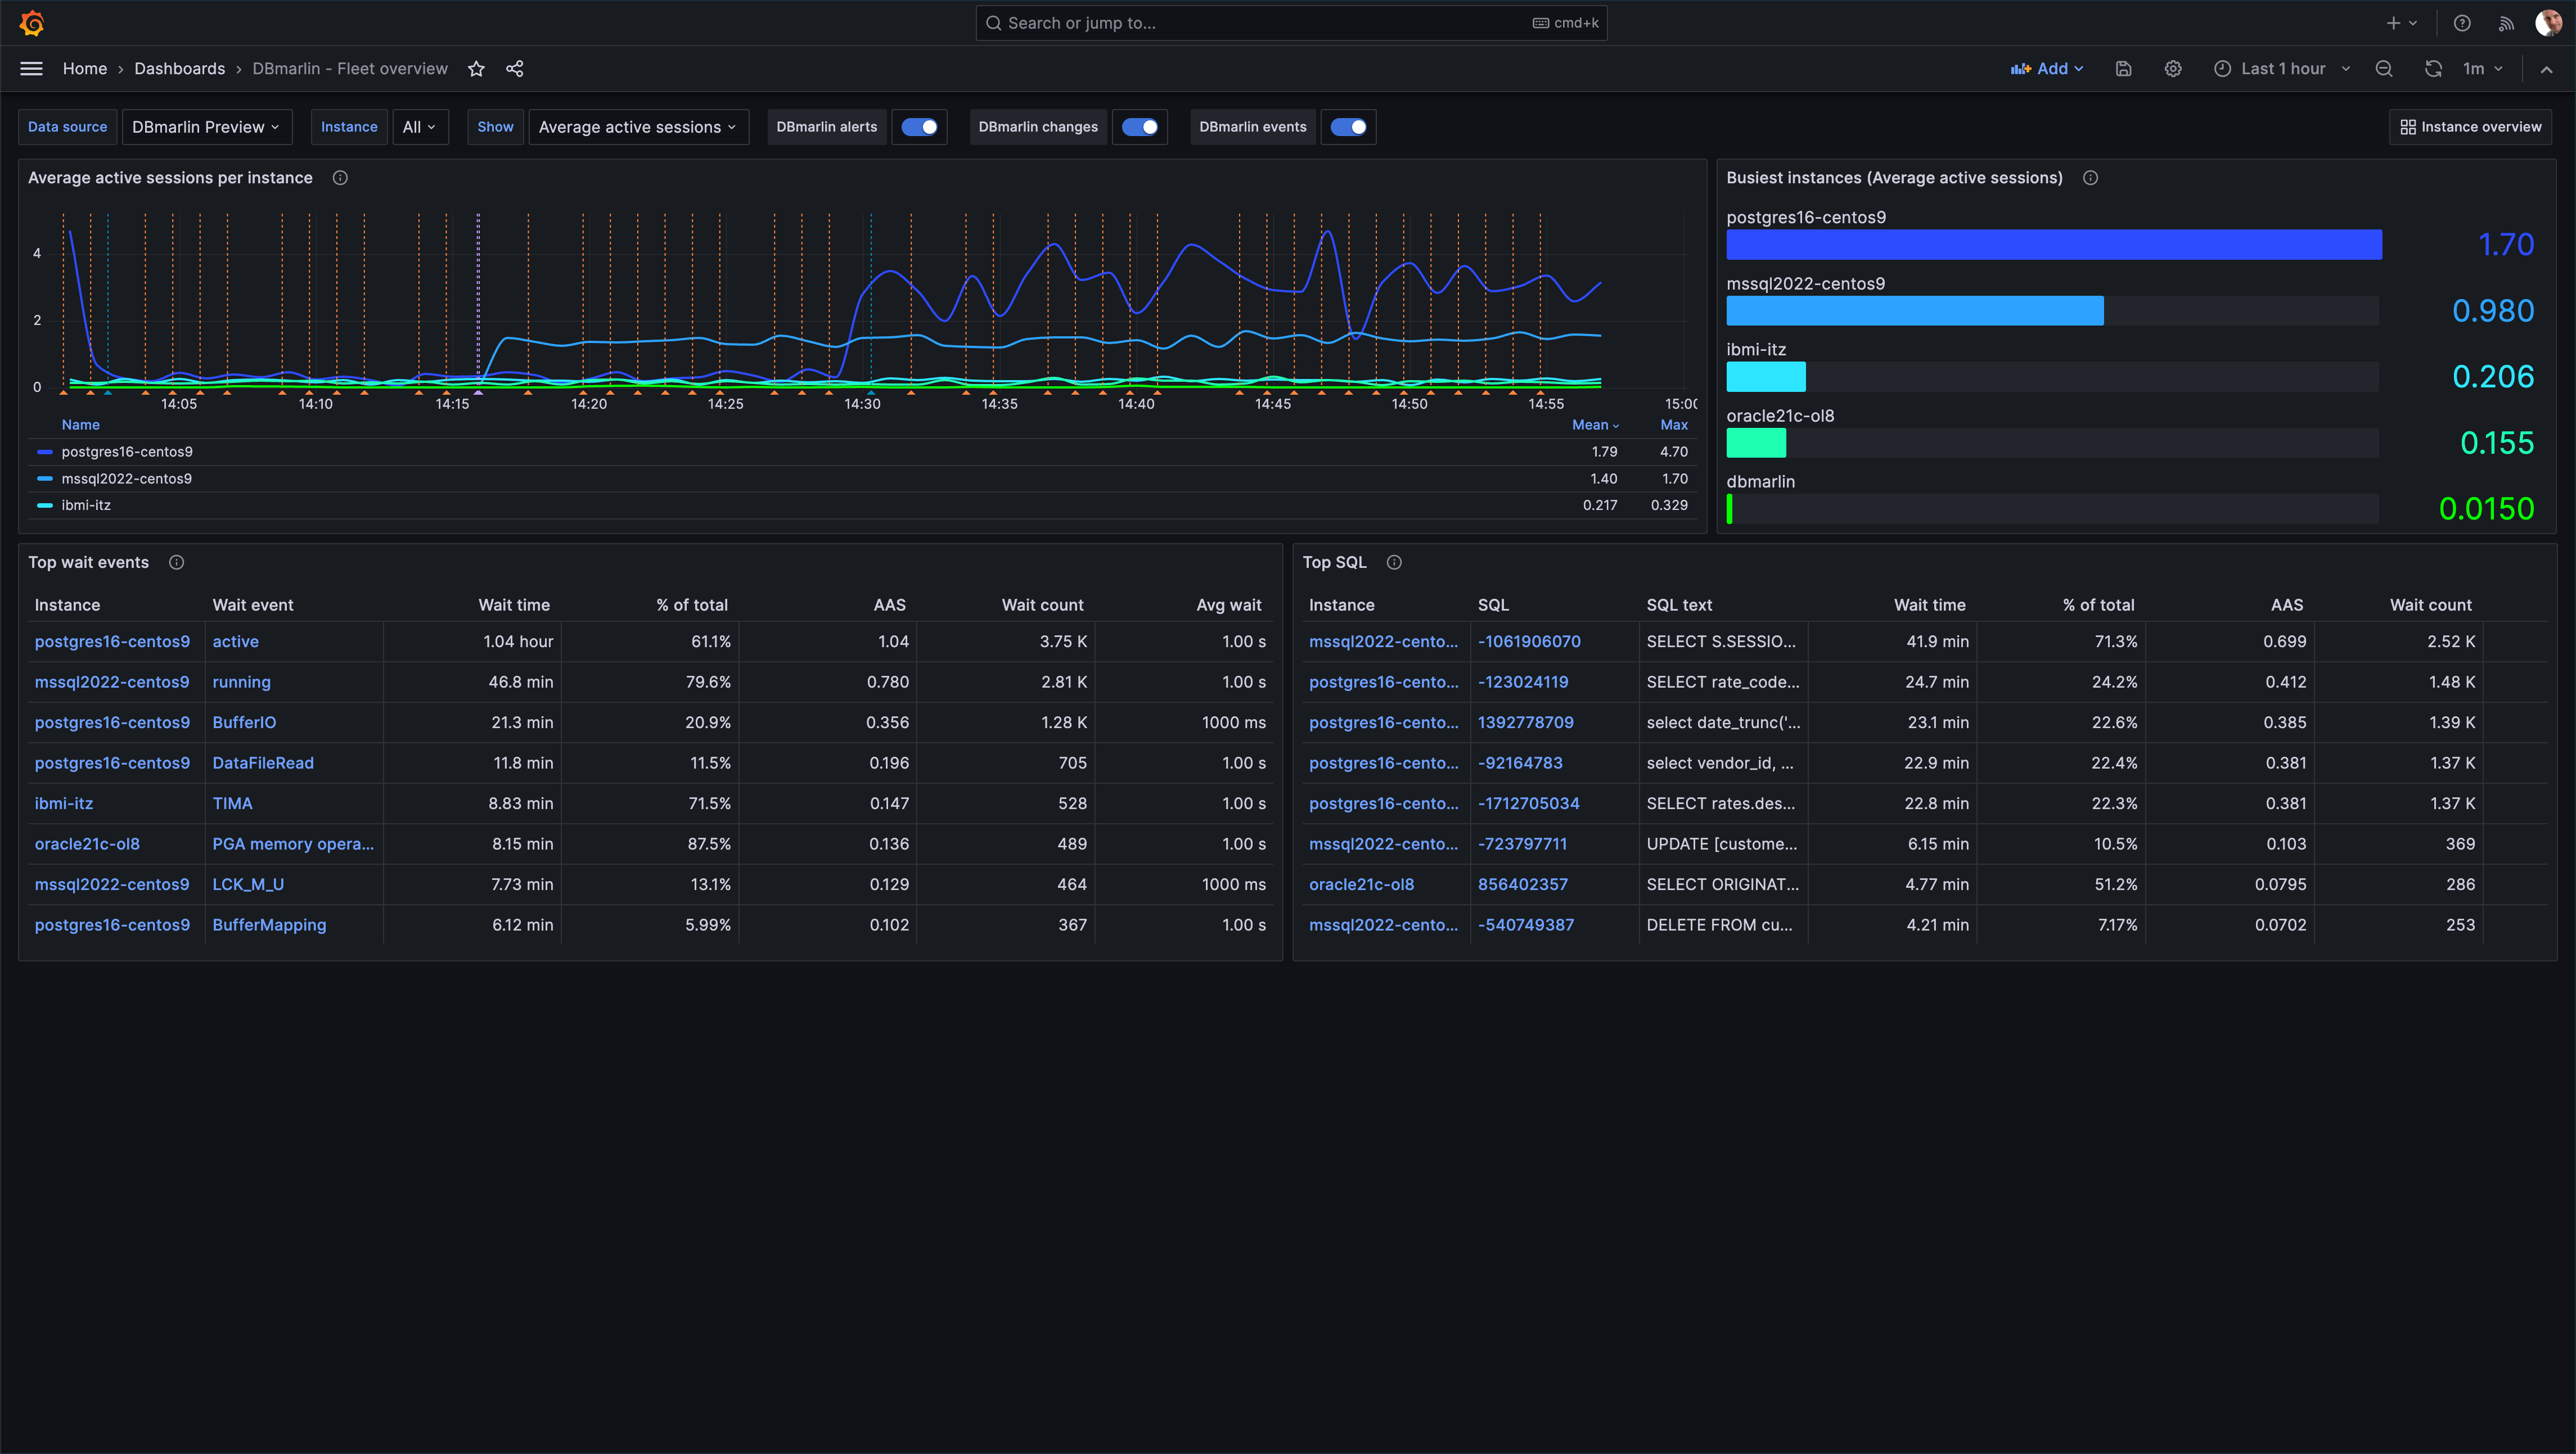 Search or jump to... cmd+k
Home › Dashboards › DBmarlin - Fleet overview Add Last 1 hour 1m
Data source DBmarlin Preview Instance All Show Average active sessions DBmarlin alerts DBmarlin changes DBmarlin events Instance overview
Average active sessions per instance
4
2
0
14:05 14:10 14:15 14:20 14:25 14:30 14:35 14:40 14:45 14:50 14:55 15:00
Name Mean Max
postgres16-centos9 1.79 4.70
mssql2022-centos9 1.40 1.70
ibmi-itz 0.217 0.329
Busiest instances (Average active sessions)
postgres16-centos9
1.70
mssql2022-centos9
0.980
ibmi-itz
0.206
oracle21c-ol8
0.155
dbmarlin
0.0150
Top wait events
Instance Wait event Wait time % of total AAS Wait count Avg wait
postgres16-centos9 active 1.04 hour 61.1% 1.04 3.75 K 1.00 s
mssql2022-centos9 running 46.8 min 79.6% 0.780 2.81 K 1.00 s
postgres16-centos9 BufferIO 21.3 min 20.9% 0.356 1.28 K 1000 ms
postgres16-centos9 DataFileRead 11.8 min 11.5% 0.196 705 1.00 s
ibmi-itz TIMA 8.83 min 71.5% 0.147 528 1.00 s
oracle21c-ol8 PGA memory opera... 8.15 min 87.5% 0.136 489 1.00 s
mssql2022-centos9 LCK_M_U 7.73 min 13.1% 0.129 464 1000 ms
postgres16-centos9 BufferMapping 6.12 min 5.99% 0.102 367 1.00 s
Top SQL
Instance SQL SQL text Wait time % of total AAS Wait count
mssql2022-cento... -1061906070 SELECT S.SESSIO... 41.9 min 71.3% 0.699 2.52 K
postgres16-cento... -123024119 SELECT rate_code... 24.7 min 24.2% 0.412 1.48 K
postgres16-cento... 1392778709 select date_trunc('... 23.1 min 22.6% 0.385 1.39 K
postgres16-cento... -92164783 select vendor_id, ... 22.9 min 22.4% 0.381 1.37 K
postgres16-cento... -1712705034 SELECT rates.des... 22.8 min 22.3% 0.381 1.37 K
mssql2022-cento... -723797711 UPDATE [custome... 6.15 min 10.5% 0.103 369
oracle21c-ol8 856402357 SELECT ORIGINAT... 4.77 min 51.2% 0.0795 286
mssql2022-cento... -540749387 DELETE FROM cu... 4.21 min 7.17% 0.0702 253